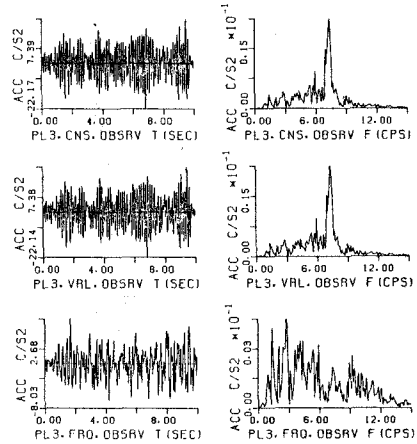 ACC C/S2
-22.17 7.39
0.00 4.00 8.00
PL3. CNS. OBSRV T(SEC)
ACC C/S2 *10⁻¹
0.00 0.15
0.00 6.00 12.00
PL3. CNS. OBSRV F(CPS)
ACC C/S2
-22.14 7.38
0.00 4.00 8.00
PL3. VRL. OBSRV T(SEC)
ACC C/S2 *10⁻¹
0.00 0.15
0.00 6.00 12.00
PL3. VRL. OBSRV F(CPS)
ACC C/S2
-8.03 2.68
0.00 4.00 8.00
PL3. FRQ. OBSRV T(SEC)
ACC C/S2 *10⁻¹
0.00 0.03
0.00 6.00 12.00
PL3. FRQ. OBSRV F(CPS)